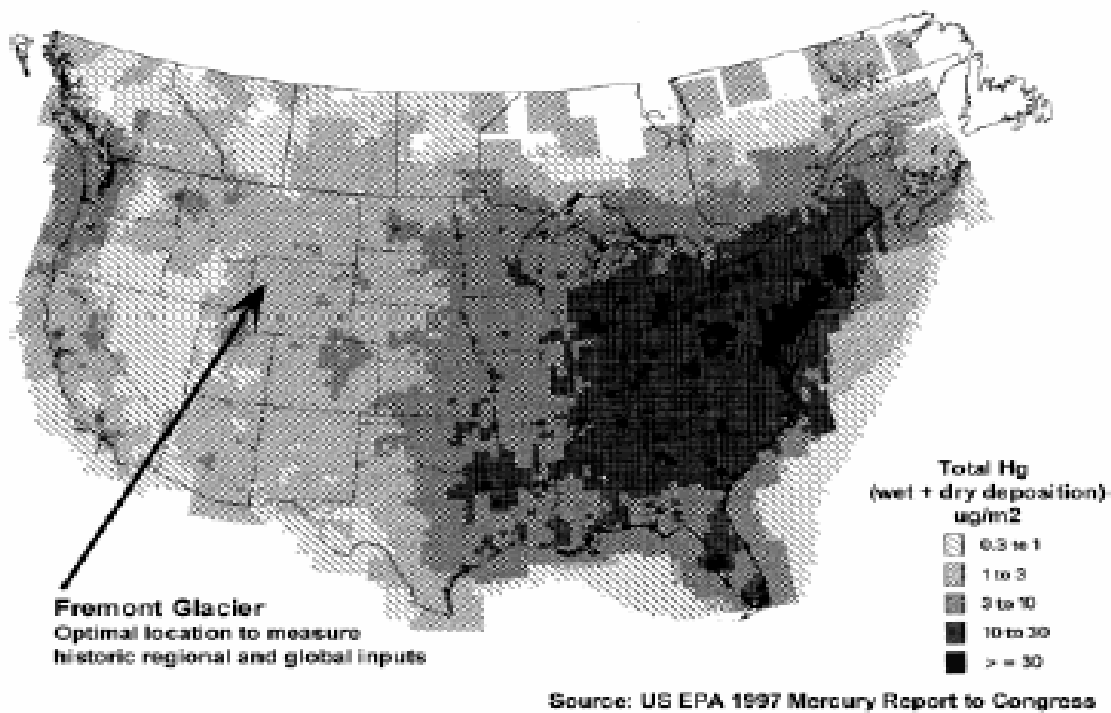 Fremont Glacier
Optimal location to measure
historic regional and global inputs
Total Hg
(wet + dry deposition)
ug/m2
0.3 to 1
1 to 3
3 to 10
10 to 30
> = 30
Source: US EPA 1997 Mercury Report to Congress